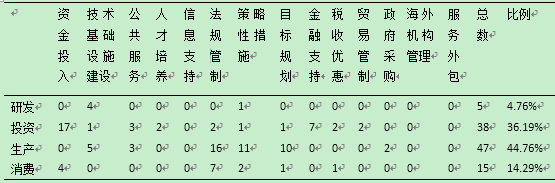 资 技术 公 人 信 法 策略 目 金 税 贸 政 海外 服 总 比例
金 基础 共 才 息 规 性措 标 融 收 易 府 机构 务 数
投 设施 服 培 支 管 施 规 支 优 管 采 管理 外
入 建设 务 养 持 制 划 持 惠 制 购 包
研发 0 4 0 0 0 0 1 0 0 0 0 0 0 0 5 4.76%
投资 17 1 3 2 0 2 1 1 7 2 2 0 0 0 38 36.19%
生产 0 5 3 0 0 16 11 10 0 0 0 2 0 0 47 44.76%
消费 4 0 0 0 0 7 2 1 0 1 0 0 0 0 15 14.29%